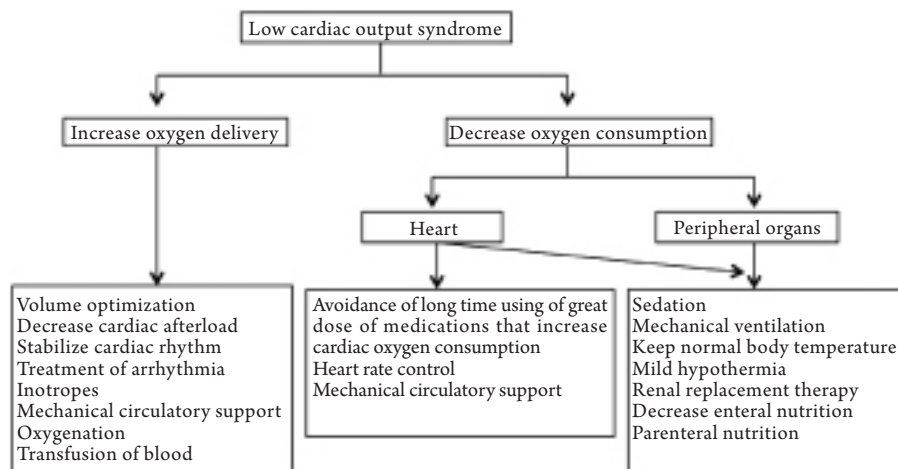 Low cardiac output syndrome
Increase oxygen delivery
Decrease oxygen consumption
Heart
Peripheral organs
Volume optimization
Decrease cardiac afterload
Stabilize cardiac rhythm
Treatment of arrhythmia
Inotropes
Mechanical circulatory support
Oxygenation
Transfusion of blood
Avoidance of long time using of great
dose of medications that increase
cardiac oxygen consumption
Heart rate control
Mechanical circulatory support
Sedation
Mechanical ventilation
Keep normal body temperature
Mild hypothermia
Renal replacement therapy
Decrease enteral nutrition
Parenteral nutrition